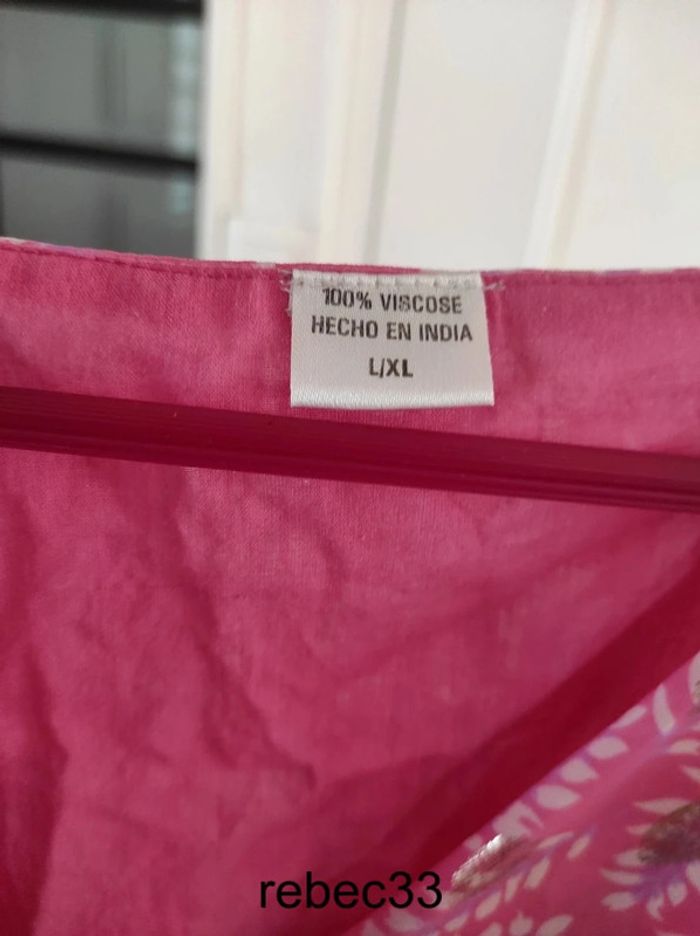 100% VISCOSE
HECHO EN INDIA
L/XL
rebec33